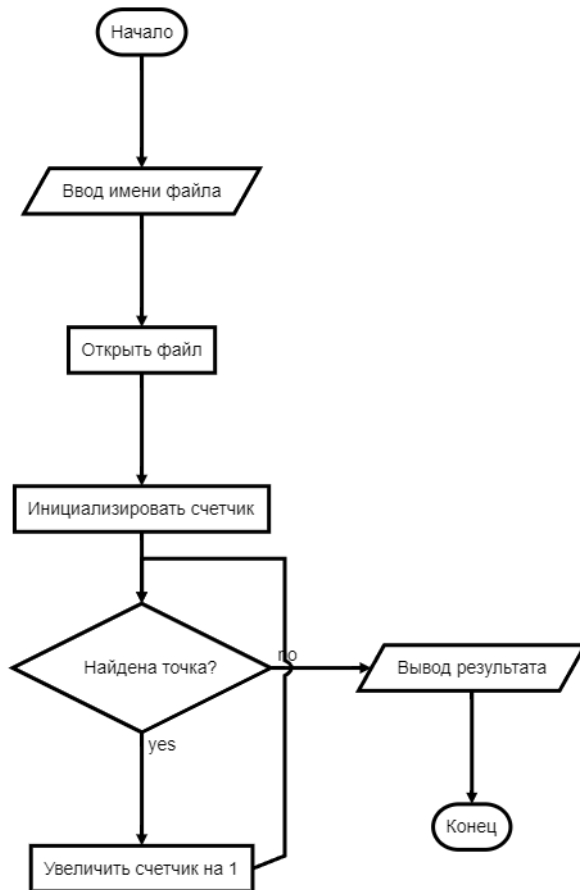 Начало
Ввод имени файла
Открыть файл
Инициализировать счетчик
Найдена точка?
no
Вывод результата
yes
Конец
Увеличить счетчик на 1